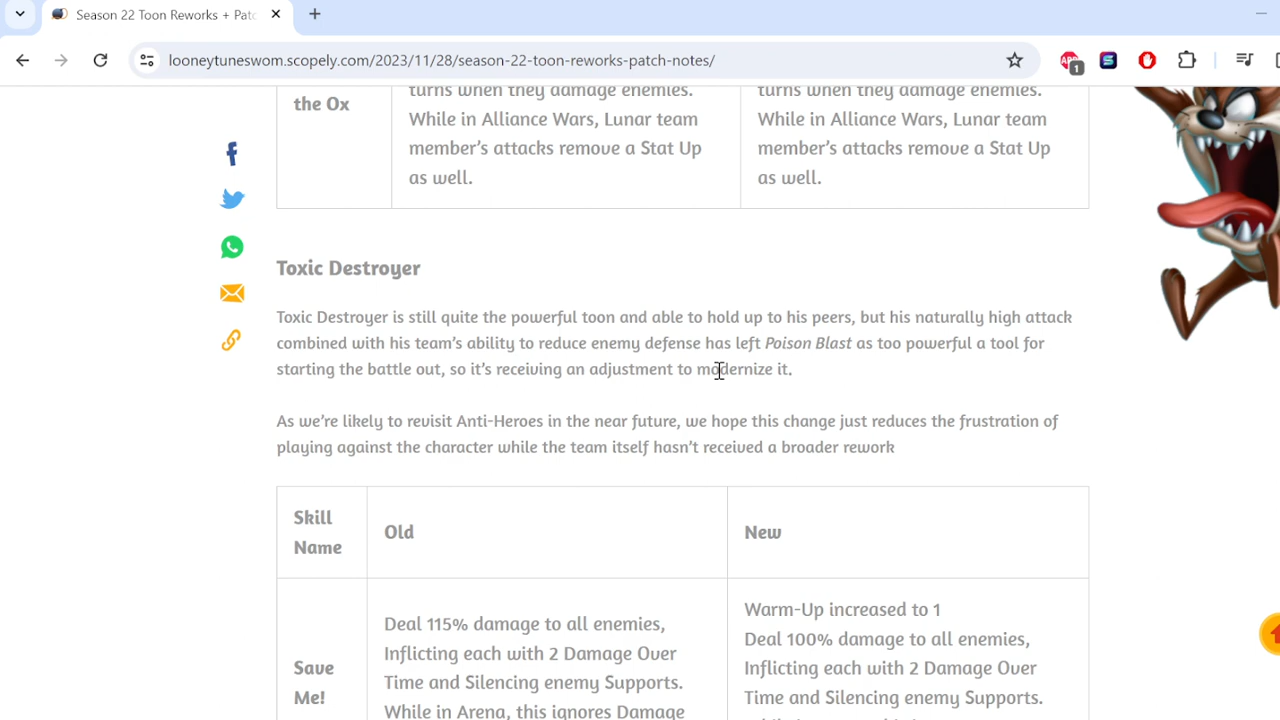 Season 22 Toon Reworks + Patc
looneytuneswom.scopely.com/2023/11/28/season-22-toon-reworks-patch-notes/
1
the Ox
turns when they damage enemies.
While in Alliance Wars, Lunar team
member's attacks remove a Stat Up
as well.
turns when they damage enemies.
While in Alliance Wars, Lunar team
member's attacks remove a Stat Up
as well.
Toxic Destroyer
Toxic Destroyer is still quite the powerful toon and able to hold up to his peers, but his naturally high attack
combined with his team's ability to reduce enemy defense has left Poison Blast as too powerful a tool for
starting the battle out, so it's receiving an adjustment to modernize it.
As we're likely to revisit Anti-Heroes in the near future, we hope this change just reduces the frustration of
playing against the character while the team itself hasn't received a broader rework
Skill
Name
Old
New
Save
Me!
Deal 115% damage to all enemies,
Inflicting each with 2 Damage Over
Time and Silencing enemy Supports.
While in Arena, this ignores Damage
Warm-Up increased to 1
Deal 100% damage to all enemies,
Inflicting each with 2 Damage Over
Time and Silencing enemy Supports.